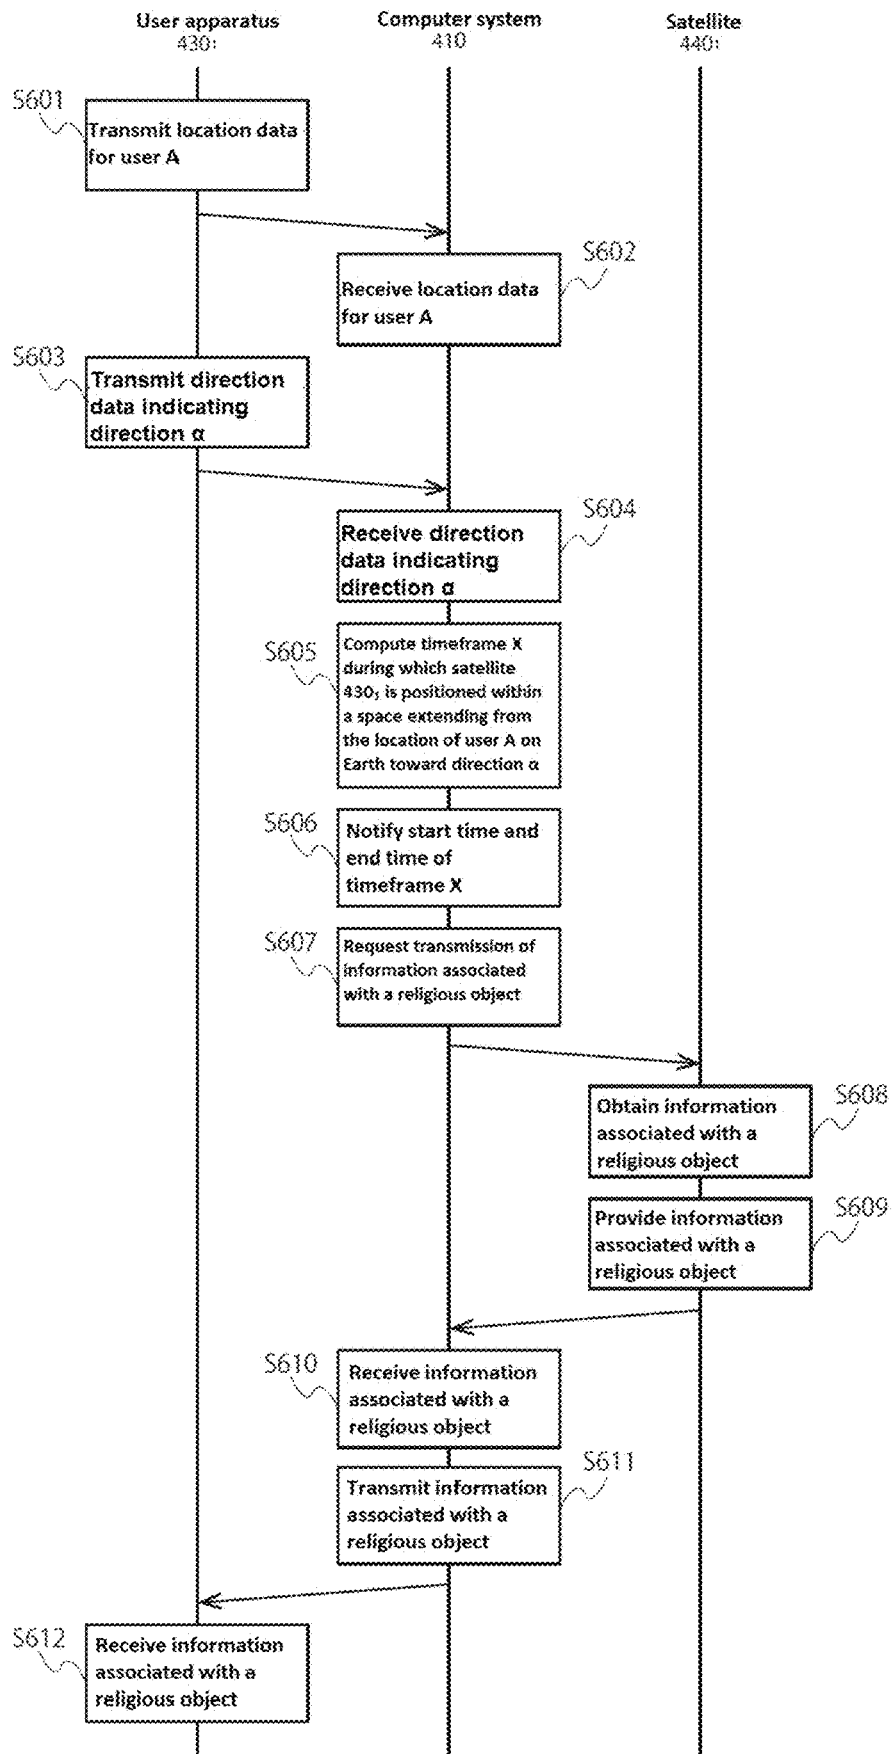 User apparatus
430₁
Computer system
410
Satellite
440₁
S601
Transmit location data
for user A
S602
Receive location data
for user A
S603
Transmit direction
data indicating
direction α
S604
Receive direction
data indicating
direction α
S605
Compute timeframe X
during which satellite
430₁ is positioned within
a space extending from
the location of user A on
Earth toward direction α
S606
Notify start time and
end time of
timeframe X
S607
Request transmission of
information associated
with a religious object
S608
Obtain information
associated with a
religious object
S609
Provide information
associated with a
religious object
S610
Receive information
associated with a
religious object
S611
Transmit information
associated with a
religious object
S612
Receive information
associated with a
religious object